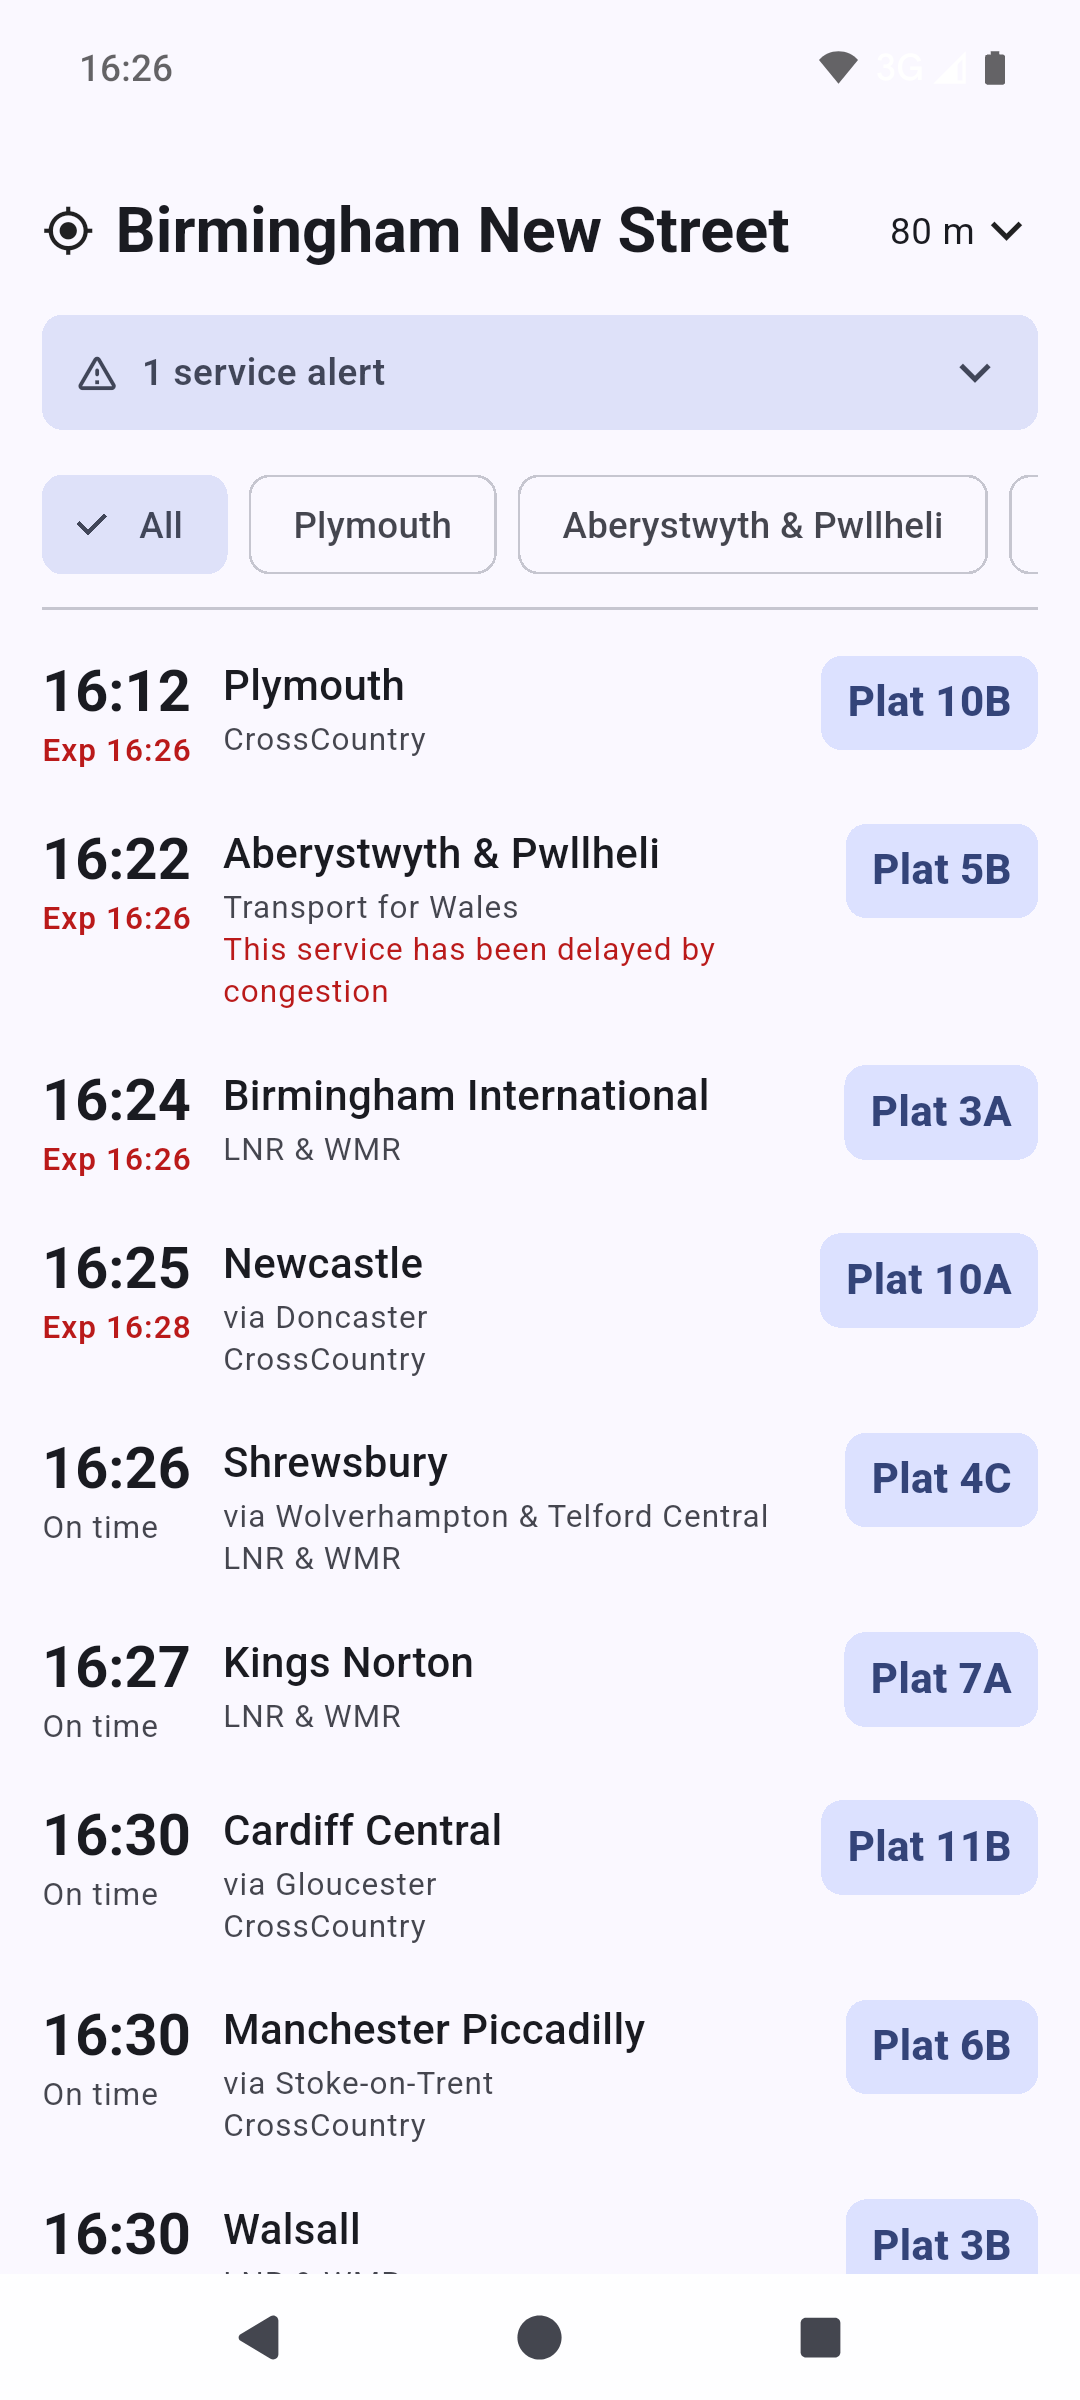 16:26
3G
Birmingham New Street
80 m
1 service alert
All
Plymouth
Aberystwyth & Pwllheli
16:12
Plymouth
Plat 10B
Exp 16:26
CrossCountry
16:22
Aberystwyth & Pwllheli
Plat 5B
Exp 16:26
Transport for Wales
This service has been delayed by
congestion
16:24
Birmingham International
Plat 3A
Exp 16:26
LNR & WMR
16:25
Newcastle
Plat 10A
Exp 16:28
via Doncaster
CrossCountry
16:26
Shrewsbury
Plat 4C
On time
via Wolverhampton & Telford Central
LNR & WMR
16:27
Kings Norton
Plat 7A
On time
LNR & WMR
16:30
Cardiff Central
Plat 11B
On time
via Gloucester
CrossCountry
16:30
Manchester Piccadilly
Plat 6B
On time
via Stoke-on-Trent
CrossCountry
16:30
Walsall
Plat 3B